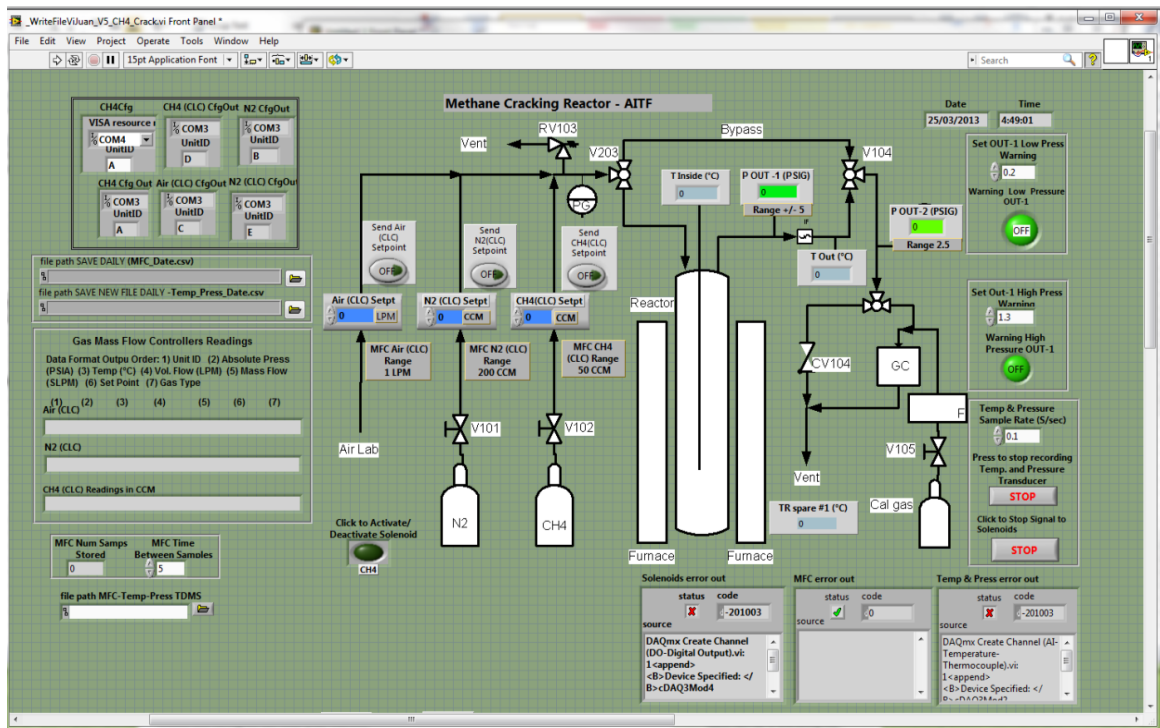 _WriteFileViJuan_V5_CH4_Crack.vi Front Panel *
File Edit View Project Operate Tools Window Help
15pt Application Font
Search
Methane Cracking Reactor - AITF
Date Time
25/03/2013 4:49:01
CH4Cfg CH4 (CLC) CfgOut N2 CfgOut
VISA resource
COM4 COM3 COM3
UnitID UnitID UnitID
A D B
CH4 Cfg Out Air (CLC) CfgOut N2 (CLC) CfgOut
COM3 COM3 COM3
UnitID UnitID UnitID
A C E
file path SAVE DAILY (MFC_Date.csv)
file path SAVE NEW FILE DAILY -Temp_Press_Date.csv
Gas Mass Flow Controllers Readings
Data Format Outpu Order: 1) Unit ID (2) Absolute Press
(PSIA) (3) Temp (°C) (4) Vol. Flow (LPM) (5) Mass Flow
(SLPM) (6) Set Point (7) Gas Type
(1) (2) (3) (4) (5) (6) (7)
Air (CLC)
N2 (CLC)
CH4 (CLC) Readings in CCM
MFC Num Samps
Stored
0
MFC Time
Between Samples
5
file path MFC-Temp-Press TDMS
Vent
RV103
V203
Bypass
V104
PG
Send Air
(CLC)
Setpoint
OFF
Send
N2(CLC)
Setpoint
OFF
Send
CH4(CLC)
Setpoint
OFF
Air (CLC) Setpt
0 LPM
N2 (CLC) Setpt
0 CCM
CH4(CLC) Setpt
0 CCM
MFC Air (CLC)
Range
1 LPM
MFC N2 (CLC)
Range
200 CCM
MFC CH4
(CLC) Range
50 CCM
Air Lab
V101
V102
N2
CH4
Click to Activate/
Deactivate Solenoid
CH4
T Inside (°C)
0
P OUT -1 (PSIG)
0
Range +/- 5
P OUT-2 (PSIG)
0
Range 2.5
T Out (°C)
0
Reactor
Furnace
Furnace
CV104
GC
F
V105
Vent
Cal gas
TR spare #1 (°C)
0
Set OUT-1 Low Press
Warning
0.2
Warning Low Pressure
OUT-1
OFF
Set Out-1 High Press
Warning
1.3
Warning High
Pressure OUT-1
OFF
Temp & Pressure
Sample Rate (S/sec)
0.1
Press to stop recording
Temp. and Pressure
Transducer
STOP
Click to Stop Signal to
Solenoids
STOP
Solenoids error out
status code
-201003
source
DAQmx Create Channel
(DO-Digital Output).vi:
1<append>
<B>Device Specified: </
B>cDAQ3Mod4
MFC error out
status code
0
source
Temp & Press error out
status code
-201003
source
DAQmx Create Channel (AI-
Temperature-
Thermocouple).vi:
1<append>
<B>Device Specified: </